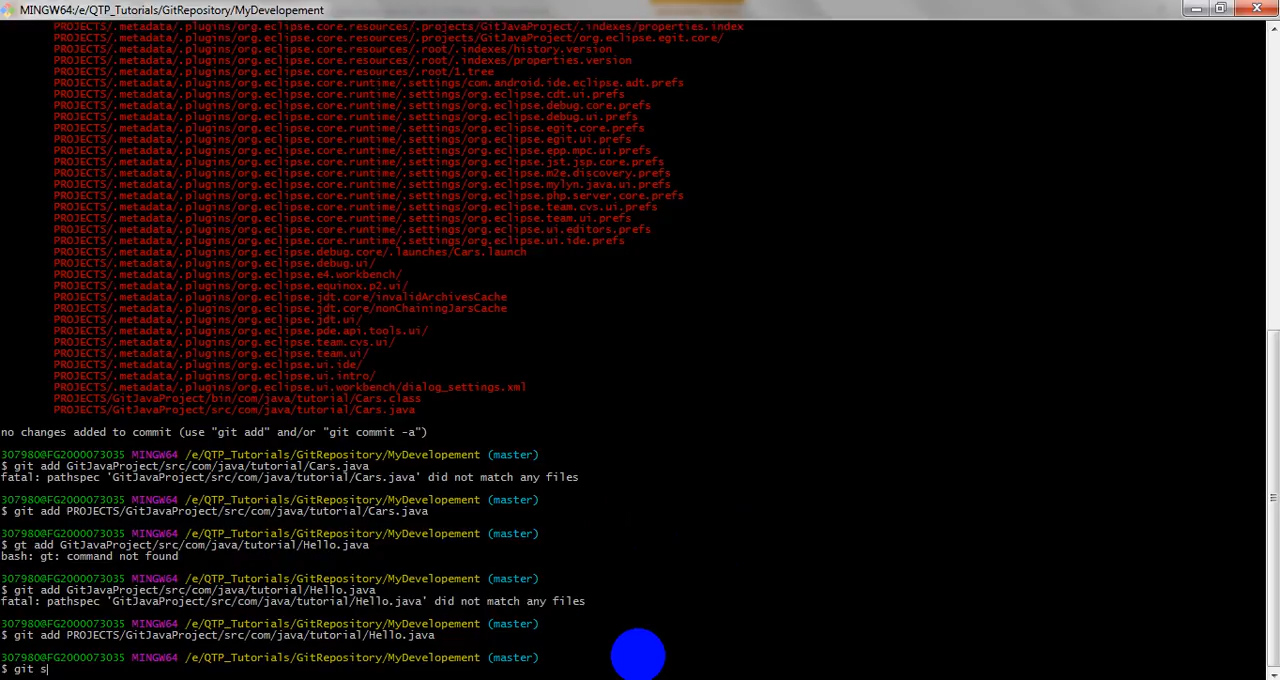 MINGW64:/e/QTP_Tutorials/GitRepository/MyDevelopement
PROJECTS/.metadata/.plugins/org.eclipse.core.resources/.projects/GitJavaProject/.indexes/properties.index
PROJECTS/.metadata/.plugins/org.eclipse.core.resources/.projects/GitJavaProject/org.eclipse.egit.core/
PROJECTS/.metadata/.plugins/org.eclipse.core.resources/.root/.indexes/history.version
PROJECTS/.metadata/.plugins/org.eclipse.core.resources/.root/.indexes/properties.version
PROJECTS/.metadata/.plugins/org.eclipse.core.resources/.root/1.tree
PROJECTS/.metadata/.plugins/org.eclipse.core.runtime/.settings/com.android.ide.eclipse.adt.prefs
PROJECTS/.metadata/.plugins/org.eclipse.core.runtime/.settings/org.eclipse.cdt.ui.prefs
PROJECTS/.metadata/.plugins/org.eclipse.core.runtime/.settings/org.eclipse.debug.core.prefs
PROJECTS/.metadata/.plugins/org.eclipse.core.runtime/.settings/org.eclipse.debug.ui.prefs
PROJECTS/.metadata/.plugins/org.eclipse.core.runtime/.settings/org.eclipse.egit.core.prefs
PROJECTS/.metadata/.plugins/org.eclipse.core.runtime/.settings/org.eclipse.egit.ui.prefs
PROJECTS/.metadata/.plugins/org.eclipse.core.runtime/.settings/org.eclipse.epp.mpc.ui.prefs
PROJECTS/.metadata/.plugins/org.eclipse.core.runtime/.settings/org.eclipse.jst.jsp.core.prefs
PROJECTS/.metadata/.plugins/org.eclipse.core.runtime/.settings/org.eclipse.m2e.discovery.prefs
PROJECTS/.metadata/.plugins/org.eclipse.core.runtime/.settings/org.eclipse.mylyn.java.ui.prefs
PROJECTS/.metadata/.plugins/org.eclipse.core.runtime/.settings/org.eclipse.php.server.core.prefs
PROJECTS/.metadata/.plugins/org.eclipse.core.runtime/.settings/org.eclipse.team.cvs.ui.prefs
PROJECTS/.metadata/.plugins/org.eclipse.core.runtime/.settings/org.eclipse.team.ui.prefs
PROJECTS/.metadata/.plugins/org.eclipse.core.runtime/.settings/org.eclipse.ui.editors.prefs
PROJECTS/.metadata/.plugins/org.eclipse.core.runtime/.settings/org.eclipse.ui.ide.prefs
PROJECTS/.metadata/.plugins/org.eclipse.debug.core/.launches/Cars.launch
PROJECTS/.metadata/.plugins/org.eclipse.debug.ui/
PROJECTS/.metadata/.plugins/org.eclipse.e4.workbench/
PROJECTS/.metadata/.plugins/org.eclipse.equinox.p2.ui/
PROJECTS/.metadata/.plugins/org.eclipse.jdt.core/invalidArchivesCache
PROJECTS/.metadata/.plugins/org.eclipse.jdt.core/nonChainingJarsCache
PROJECTS/.metadata/.plugins/org.eclipse.jdt.ui/
PROJECTS/.metadata/.plugins/org.eclipse.pde.api.tools.ui/
PROJECTS/.metadata/.plugins/org.eclipse.team.cvs.ui/
PROJECTS/.metadata/.plugins/org.eclipse.team.ui/
PROJECTS/.metadata/.plugins/org.eclipse.ui.ide/
PROJECTS/.metadata/.plugins/org.eclipse.ui.intro/
PROJECTS/.metadata/.plugins/org.eclipse.ui.workbench/dialog_settings.xml
PROJECTS/GitJavaProject/bin/com/java/tutorial/Cars.class
PROJECTS/GitJavaProject/src/com/java/tutorial/Cars.java
no changes added to commit (use "git add" and/or "git commit -a")
307980@FG2000073035 MINGW64 /e/QTP_Tutorials/GitRepository/MyDevelopement (master)
$ git add GitJavaProject/src/com/java/tutorial/Cars.java
fatal: pathspec 'GitJavaProject/src/com/java/tutorial/Cars.java' did not match any files
307980@FG2000073035 MINGW64 /e/QTP_Tutorials/GitRepository/MyDevelopement (master)
$ git add PROJECTS/GitJavaProject/src/com/java/tutorial/Cars.java
307980@FG2000073035 MINGW64 /e/QTP_Tutorials/GitRepository/MyDevelopement (master)
$ gt add GitJavaProject/src/com/java/tutorial/Hello.java
bash: gt: command not found
307980@FG2000073035 MINGW64 /e/QTP_Tutorials/GitRepository/MyDevelopement (master)
$ git add GitJavaProject/src/com/java/tutorial/Hello.java
fatal: pathspec 'GitJavaProject/src/com/java/tutorial/Hello.java' did not match any files
307980@FG2000073035 MINGW64 /e/QTP_Tutorials/GitRepository/MyDevelopement (master)
$ git add PROJECTS/GitJavaProject/src/com/java/tutorial/Hello.java
307980@FG2000073035 MINGW64 /e/QTP_Tutorials/GitRepository/MyDevelopement (master)
$ git s